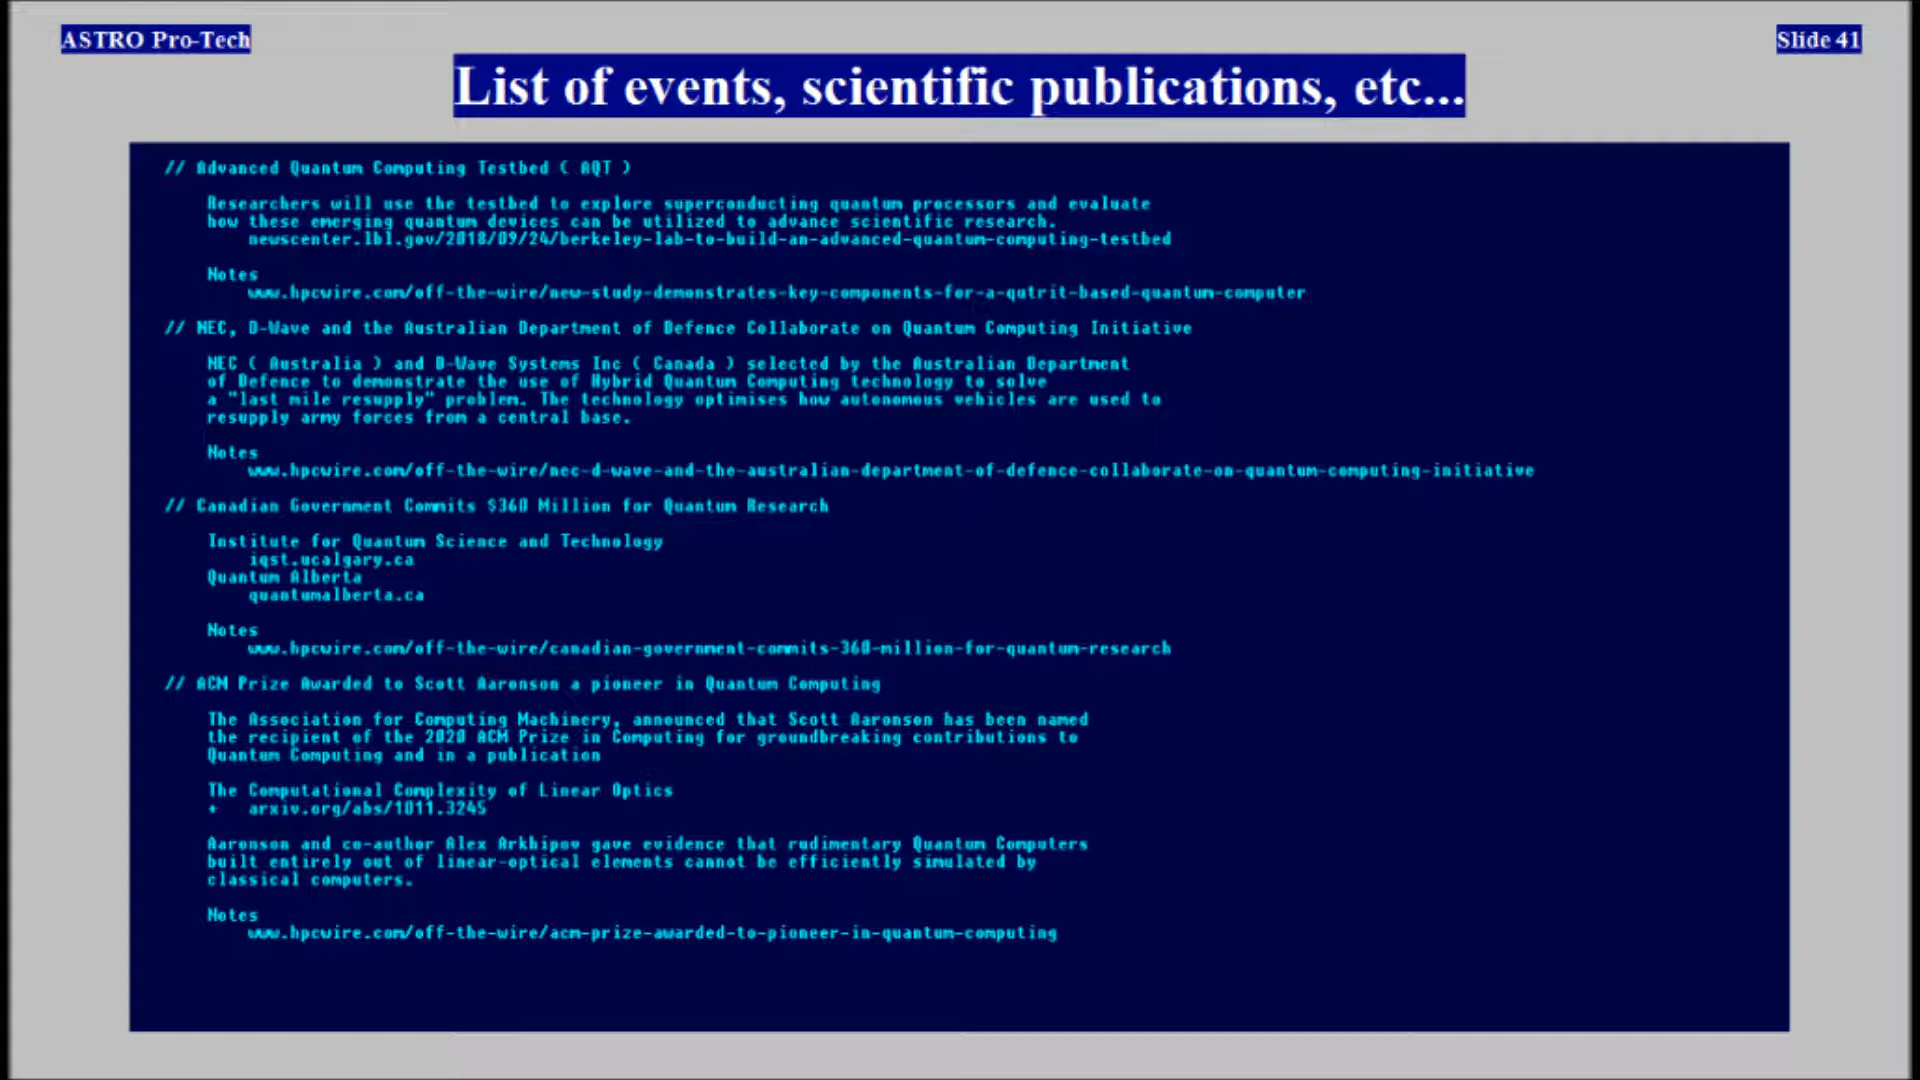 ASTRO Pro-Tech
Slide 41
List of events, scientific publications, etc...
// Advanced Quantum Computing Testbed ( AQT )
Researchers will use the testbed to explore superconducting quantum processors and evaluate
how these emerging quantum devices can be utilized to advance scientific research.
newscenter.lbl.gov/2018/09/24/berkeley-lab-to-build-an-advanced-quantum-computing-testbed
Notes
www.hpcwire.com/off-the-wire/new-study-demonstrates-key-components-for-a-qutrit-based-quantum-computer
// NEC, D-Wave and the Australian Department of Defence Collaborate on Quantum Computing Initiative
NEC ( Australia ) and D-Wave Systems Inc ( Canada ) selected by the Australian Department
of Defence to demonstrate the use of Hybrid Quantum Computing technology to solve
a "last mile resupply" problem. The technology optimises how autonomous vehicles are used to
resupply army forces from a central base.
Notes
www.hpcwire.com/off-the-wire/nec-d-wave-and-the-australian-department-of-defence-collaborate-on-quantum-computing-initiative
// Canadian Government Commits $360 Million for Quantum Research
Institute for Quantum Science and Technology
iqst.ucalgary.ca
Quantum Alberta
quantumalberta.ca
Notes
www.hpcwire.com/off-the-wire/canadian-government-commits-360-million-for-quantum-research
// ACM Prize Awarded to Scott Aaronson a pioneer in Quantum Computing
The Association for Computing Machinery, announced that Scott Aaronson has been named
the recipient of the 2020 ACM Prize in Computing for groundbreaking contributions to
Quantum Computing and in a publication
The Computational Complexity of Linear Optics
+ arxiv.org/abs/1011.3245
Aaronson and co-author Alex Arkhipov gave evidence that rudimentary Quantum Computers
built entirely out of linear-optical elements cannot be efficiently simulated by
classical computers.
Notes
www.hpcwire.com/off-the-wire/acm-prize-awarded-to-pioneer-in-quantum-computing